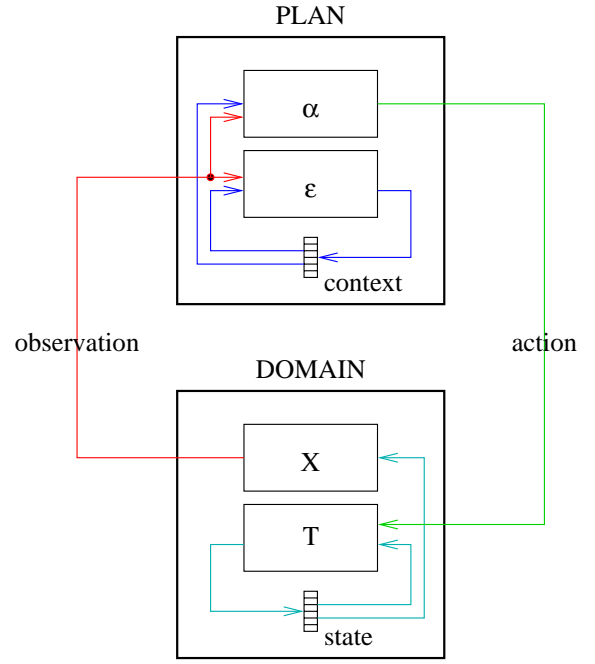 PLAN
α
ε
context
observation
action
DOMAIN
X
T
state